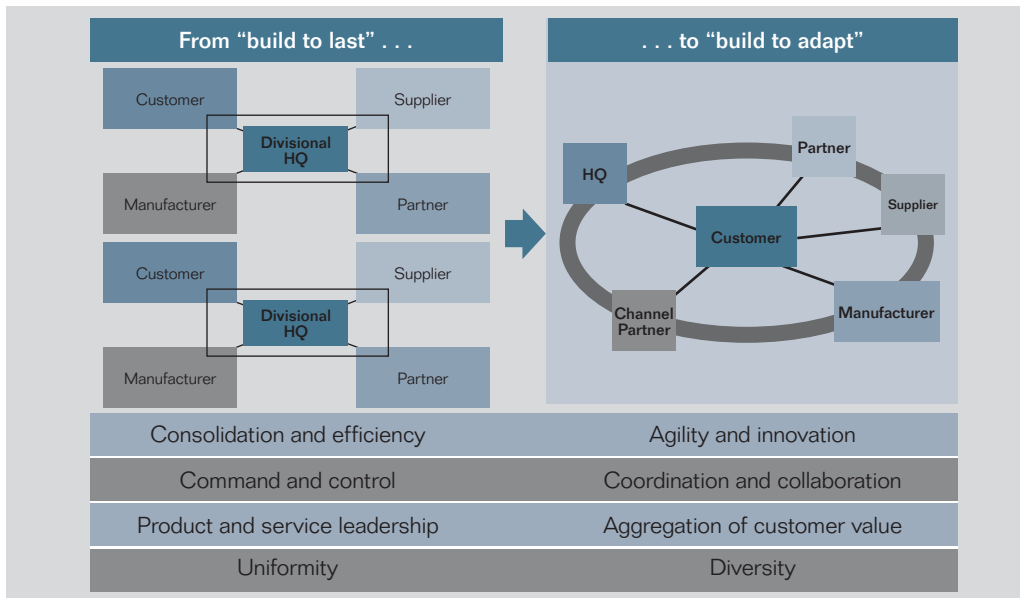 From “build to last” . . .
. . . to “build to adapt”
Customer
Supplier
Divisional
HQ
Manufacturer
Partner
Customer
Supplier
Divisional
HQ
Manufacturer
Partner
Partner
HQ
Supplier
Customer
Channel
Partner
Manufacturer
Consolidation and efficiency
Agility and innovation
Command and control
Coordination and collaboration
Product and service leadership
Aggregation of customer value
Uniformity
Diversity